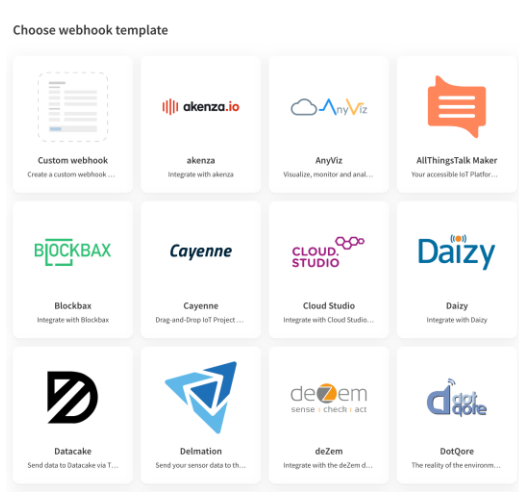 Choose webhook template
akenza.io
AnyViz
Custom webhook
Create a custom webhook ...
akenza
Integrate with akenza
AnyViz
Visualize, monitor and anal...
AllThingsTalk Maker
Your accessible IoT Platfor...
BLOCKBAX
Cayenne
CLOUD.
STUDIO
Daizy
Blockbax
Integrate with Blockbax
Cayenne
Drag-and-Drop IoT Project ...
Cloud Studio
Integrate with Cloud Studio...
Daizy
Integrate with Daizy
deZem
sense : check : act
dot
qore
Datacake
Send data to Datacake via T...
Delmation
Send your sensor data to th...
deZem
Integrate with the deZem d...
DotQore
The reality of the environm...